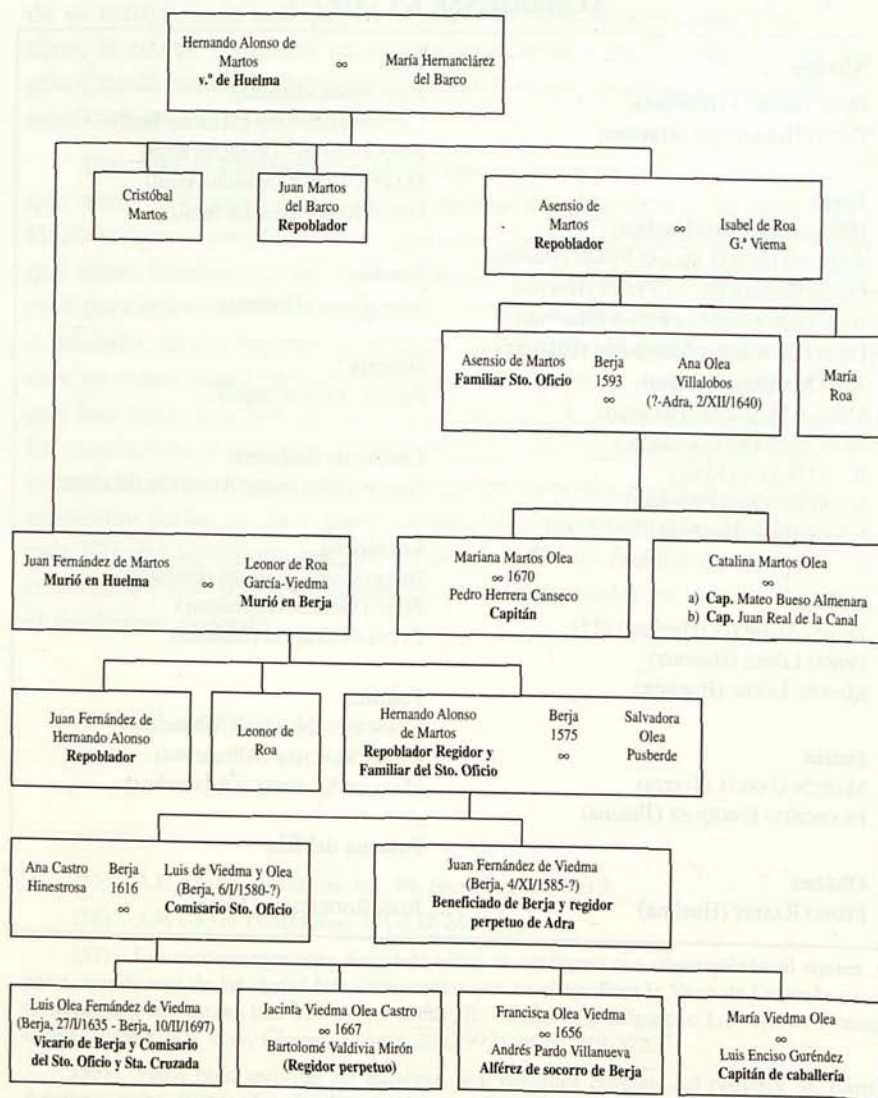 Hernando Alonso de
Martos
v.º de Huelma
∞
María Hernanclárez
del Barco
Cristóbal
Martos
Juan Martos
del Barco
Repoblador
Asensio de
Martos
Repoblador
∞
Isabel de Roa
G.ª Viema
Asensio de Martos
Familiar Sto. Oficio
Berja
1593
∞
Ana Olea
Villalobos
(?-Adra, 2/XII/1640)
María
Roa
Juan Fernández de Martos
Murió en Huelma
∞
Leonor de Roa
García-Viedma
Murió en Berja
Mariana Martos Olea
∞ 1670
Pedro Herrera Canseco
Capitán
Catalina Martos Olea
∞
a) Cap. Mateo Bueso Almenara
b) Cap. Juan Real de la Canal
Juan Fernández de
Hernando Alonso
Repoblador
Leonor de
Roa
Hernando Alonso
de Martos
Repoblador Regidor y
Familiar del Sto. Oficio
Berja
1575
∞
Salvadora
Olea
Pusberde
Ana Castro
Hinestrosa
Berja
1616
∞
Luis de Viedma y Olea
(Berja, 6/I/1580-?)
Comisario Sto. Oficio
Juan Fernández de Viedma
(Berja, 4/XI/1585-?)
Beneficiado de Berja y regidor
perpetuo de Adra
Luis Olea Fernández de Viedma
(Berja, 27/I/1635 - Berja, 10/II/1697)
Vicario de Berja y Comisario
del Sto. Oficio y Sta. Cruzada
Jacinta Viedma Olea Castro
∞ 1667
Bartolomé Valdivia Mirón
(Regidor perpetuo)
Francisca Olea Viedma
∞ 1656
Andrés Pardo Villanueva
Alférez de socorro de Berja
María Viedma Olea
∞
Luis Enciso Guréndez
Capitán de caballería